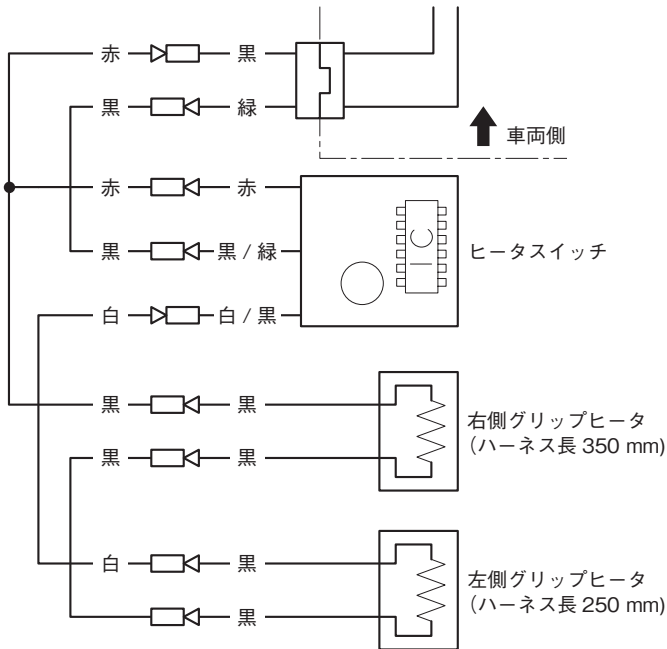 赤 黒
黒 緑
車両側
赤 赤
黒 黒 / 緑
ヒータスイッチ
白 白 / 黒
黒 黒
右側グリップヒータ
(ハーネス長 350 mm)
黒 黒
白 黒
左側グリップヒータ
(ハーネス長 250 mm)
黒